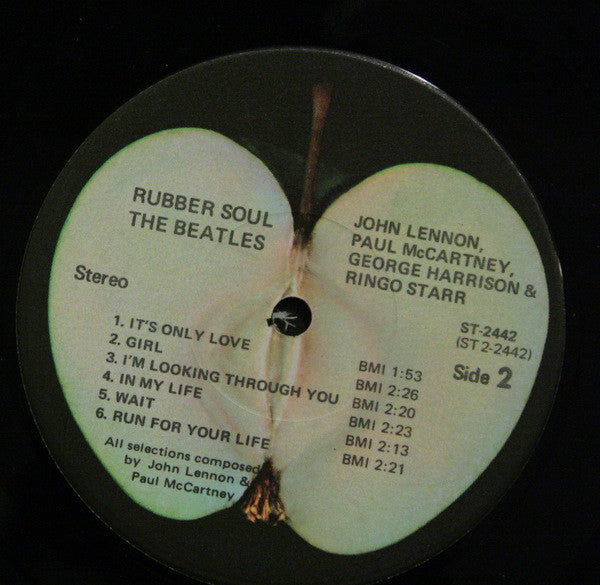 RUBBER SOUL
THE BEATLES
JOHN LENNON,
PAUL McCARTNEY,
GEORGE HARRISON &
RINGO STARR
Stereo
ST-2442
(ST 2-2442)
Side 2
1. IT'S ONLY LOVE BMI 1:53
2. GIRL BMI 2:26
3. I'M LOOKING THROUGH YOU BMI 2:20
4. IN MY LIFE BMI 2:23
5. WAIT BMI 2:13
6. RUN FOR YOUR LIFE BMI 2:21
All selections composed
by John Lennon &
Paul McCartney